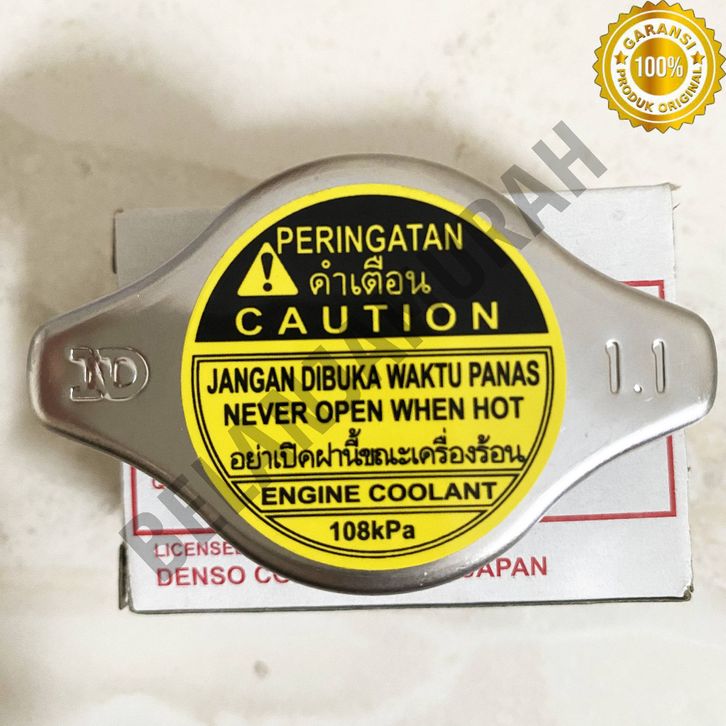 GARANSI
100%
PRODUK ORIGINAL
PERINGATAN
คำเตือน
CAUTION
1.1
JANGAN DIBUKA WAKTU PANAS
NEVER OPEN WHEN HOT
อย่าเปิดฝานี้ขณะเครื่องร้อน
ENGINE COOLANT
108kPa
DENSO
JAPAN
BELANJAMURAH